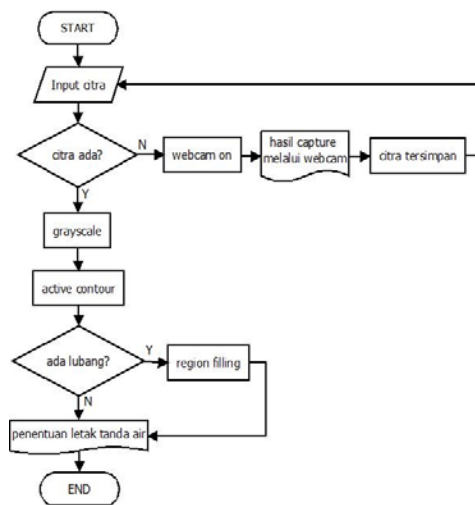 START
Input citra
citra ada?
N
webcam on
hasil capture
melalui webcam
citra tersimpan
Y
grayscale
active contour
ada lubang?
Y
region filling
N
penentuan letak tanda air
END